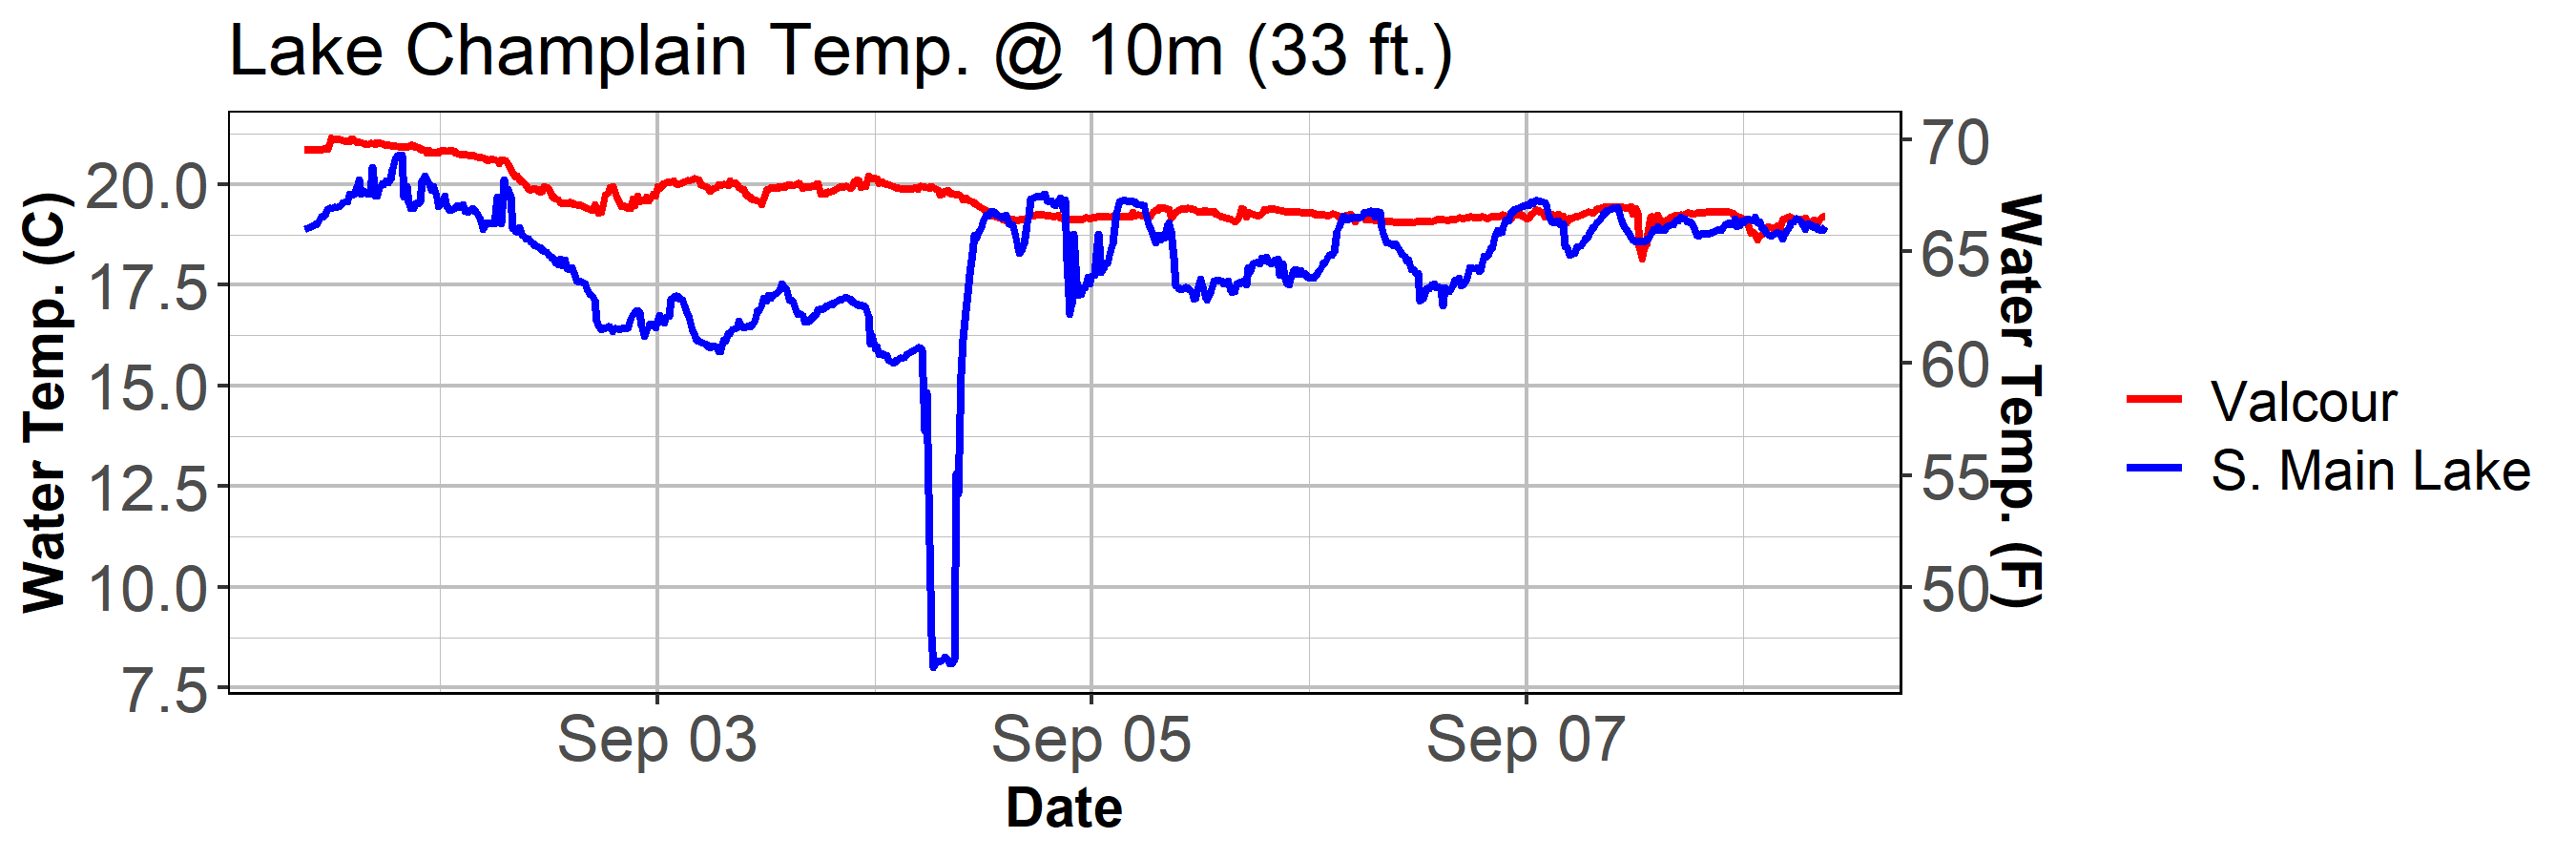 Lake Champlain Temp. @ 10m (33 ft.)
Water Temp. (C)
20.0
17.5
15.0
12.5
10.0
7.5
70
65
60
55
50
Water Temp. (F)
Sep 03
Sep 05
Sep 07
Date
Valcour
S. Main Lake